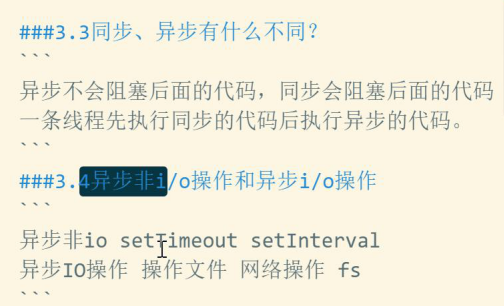 ###3.3同步、异步有什么不同?
```
异步不会阻塞后面的代码，同步会阻塞后面的代码
一条线程先执行同步的代码后执行异步的代码。
```
###3.4异步非i/o操作和异步i/o操作
```
异步非io setTimeout setInterval
异步IO操作 操作文件 网络操作 fs
```